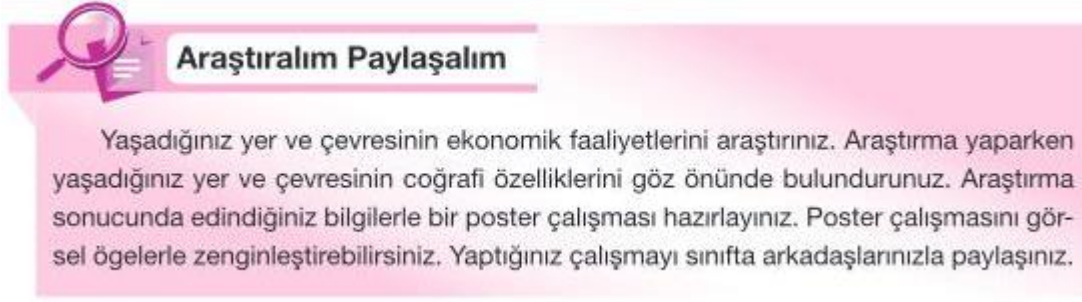 Araştıralım Paylaşalım
Yaşadığınız yer ve çevresinin ekonomik faaliyetlerini araştırınız. Araştırma yaparken
yaşadığınız yer ve çevresinin coğrafi özelliklerini göz önünde bulundurunuz. Araştırma
sonucunda edindiğiniz bilgilerle bir poster çalışması hazırlayınız. Poster çalışmasını gör-
sel ögelerle zenginleştirebilirsiniz. Yaptığınız çalışmayı sınıfta arkadaşlarınızla paylaşınız.